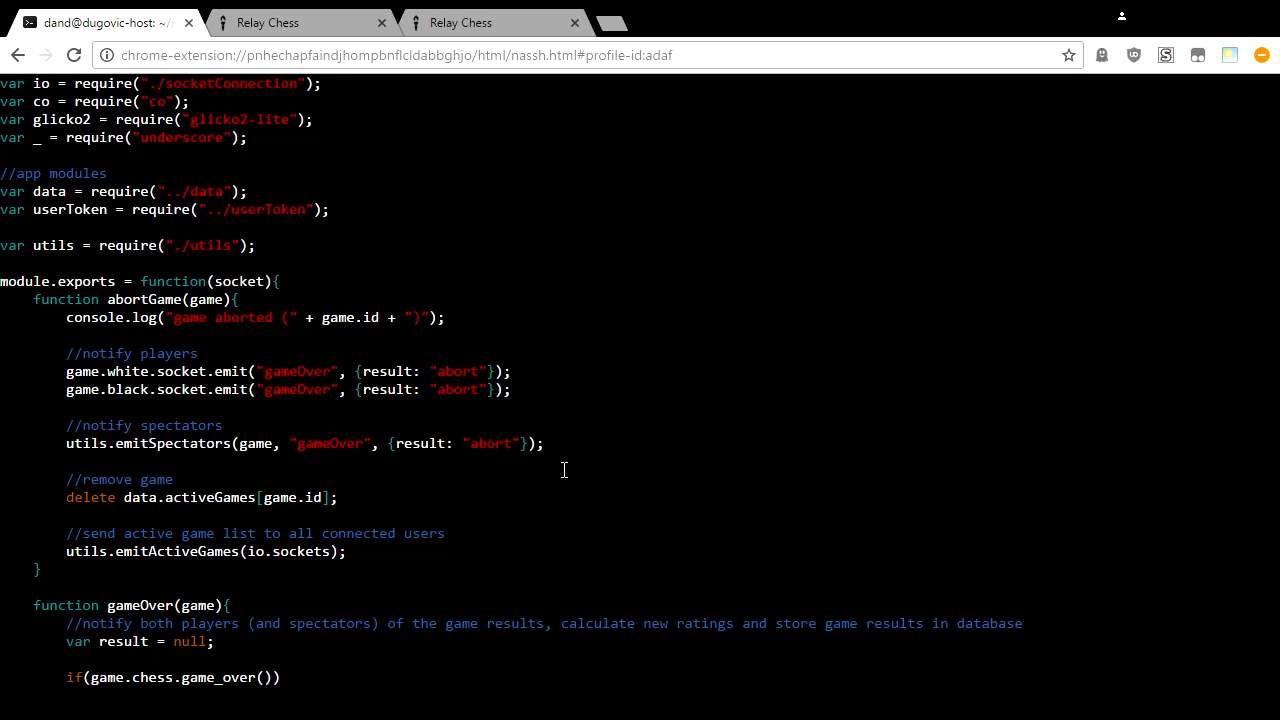 dand@dugovic-host: ~/r
Relay Chess
Relay Chess
chrome-extension://pnhechapfaindjhompbnflcldabbghjo/html/nassh.html#profile-id:adaf
var io = require("./socketConnection");
var co = require("co");
var glicko2 = require("glicko2-lite");
var _ = require("underscore");
//app modules
var data = require("../data");
var userToken = require("../userToken");
var utils = require("./utils");
module.exports = function(socket){
function abortGame(game){
console.log("game aborted (" + game.id + ")");
//notify players
game.white.socket.emit("gameOver", {result: "abort"});
game.black.socket.emit("gameOver", {result: "abort"});
//notify spectators
utils.emitSpectators(game, "gameOver", {result: "abort"});
//remove game
delete data.activeGames[game.id];
//send active game list to all connected users
utils.emitActiveGames(io.sockets);
}
function gameOver(game){
//notify both players (and spectators) of the game results, calculate new ratings and store game results in database
var result = null;
if(game.chess.game_over())